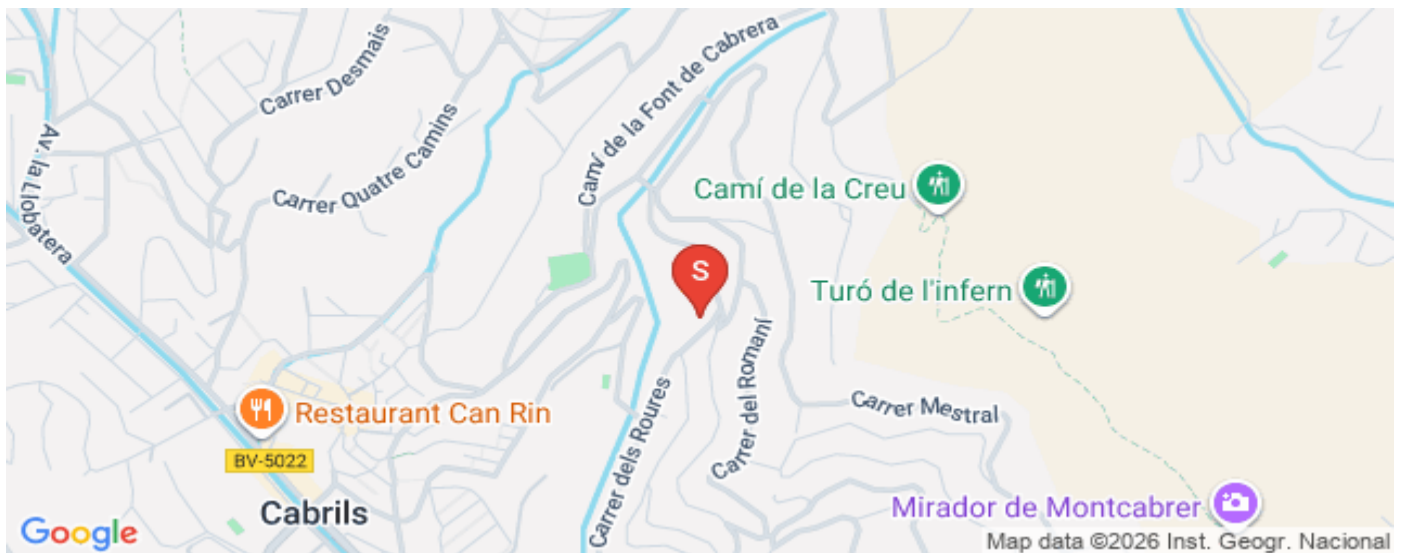 Carrer Desmais
Camí de la Font de Cabrera
Av. la Llobatera
Carrer Quatre Camins
Camí de la Creu
S
Turó de l'infern
Carrer del Romaní
Restaurant Can Rin
Carrer dels Roures
Carrer Mestral
BV-5022
Cabrils
Mirador de Montcabrer
Google
Map data ©2026 Inst. Geogr. Nacional